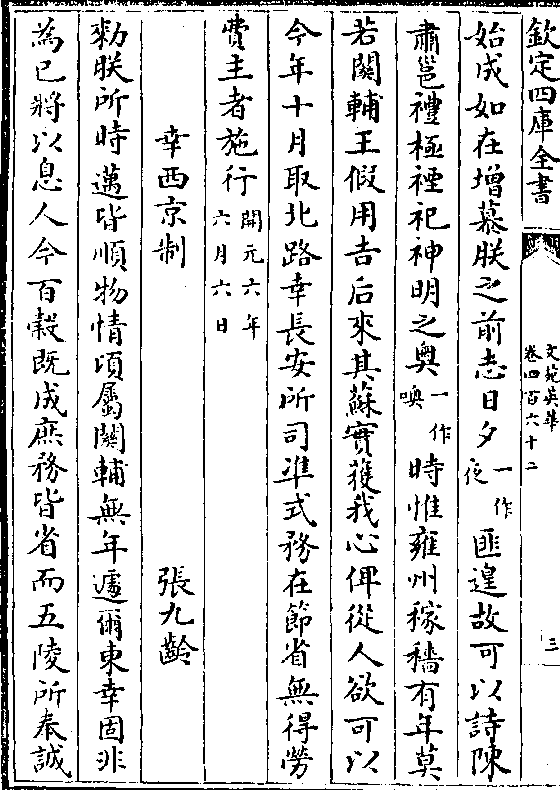 欽定四庫全書
文苑英華
卷四百六十二
三
始成如在增慕朕之前志日夕一作夜匪遑故可以詩陳
肅邕禮極禋祀神明之奥一作噢時惟雍州稼穡有年莫
若關輔王假用吉后來其蘇實獲我心俾從人欲可以
今年十月取北路幸長安所司準式務在節省無得勞
費主者施行開元六年六月六日
幸西京制 張九齡
勑朕所時邁皆順物情頃屬關輔無年遽爾東幸固非
為已將以息人今百穀既成庶務皆省而五陵所奉誠